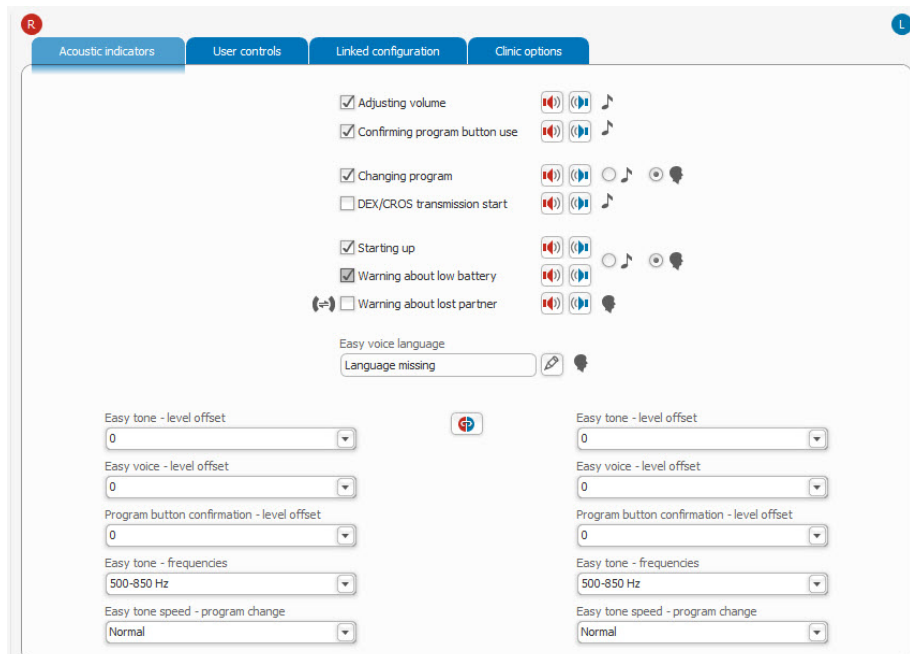 R
L
Acoustic indicators
User controls
Linked configuration
Clinic options
Adjusting volume
Confirming program button use
Changing program
DEX/CROS transmission start
Starting up
Warning about low battery
Warning about lost partner
Easy voice language
Language missing
Easy tone - level offset
0
Easy voice - level offset
0
Program button confirmation - level offset
0
Easy tone - frequencies
500-850 Hz
Easy tone speed - program change
Normal
Easy tone - level offset
0
Easy voice - level offset
0
Program button confirmation - level offset
0
Easy tone - frequencies
500-850 Hz
Easy tone speed - program change
Normal